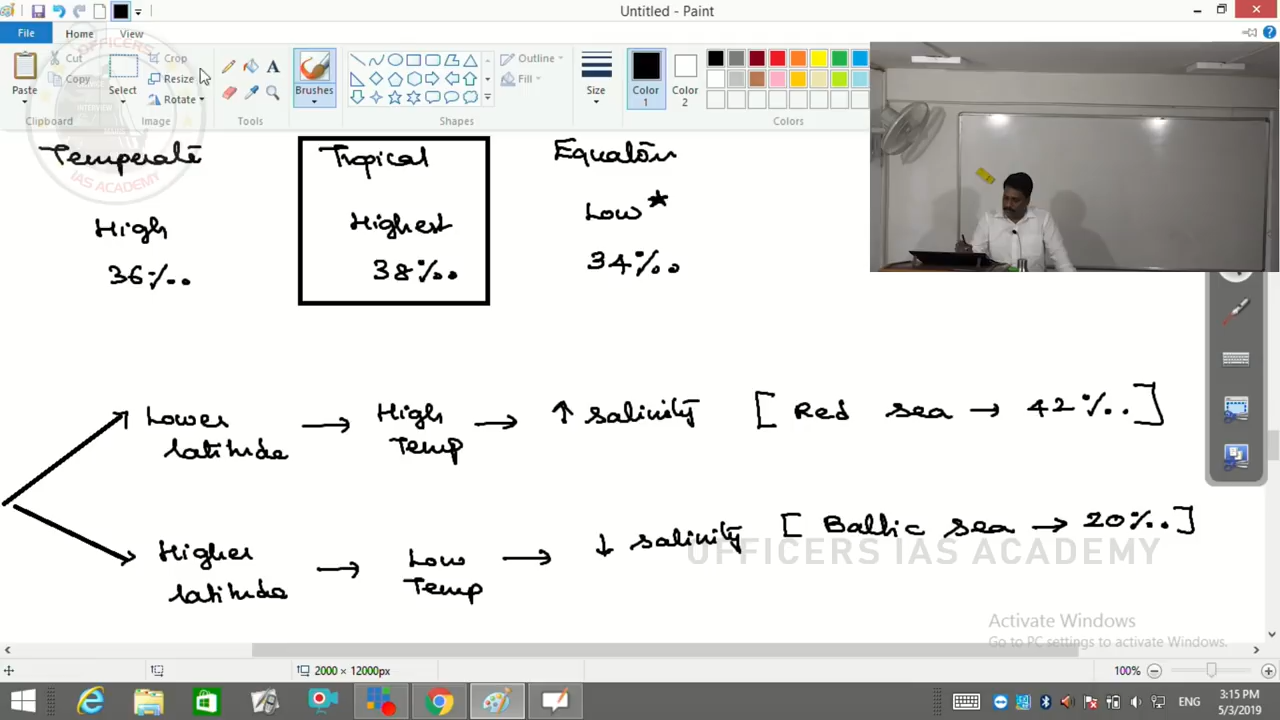 Untitled - Paint
File
Home
View
Paste
Cut
Copy
Clipboard
Select
Crop
Resize
Rotate
Image
Tools
Brushes
Shapes
Outline
Fill
Size
Color 1
Color 2
Colors
OFFICERS
IAS ACADEMY
Temperate Tropical Equator
High Highest Low *
36‰ 38‰ 34‰
Lower latitude → High Temp → ↑ salinity [ Red sea → 42‰ ]
Higher latitude → Low Temp → ↓ salinity [ Baltic sea → 20‰ ]
OFFICERS IAS ACADEMY
Activate Windows
Go to PC settings to activate Windows.
2000 × 12000px
100%
ENG
3:15 PM
5/3/2019